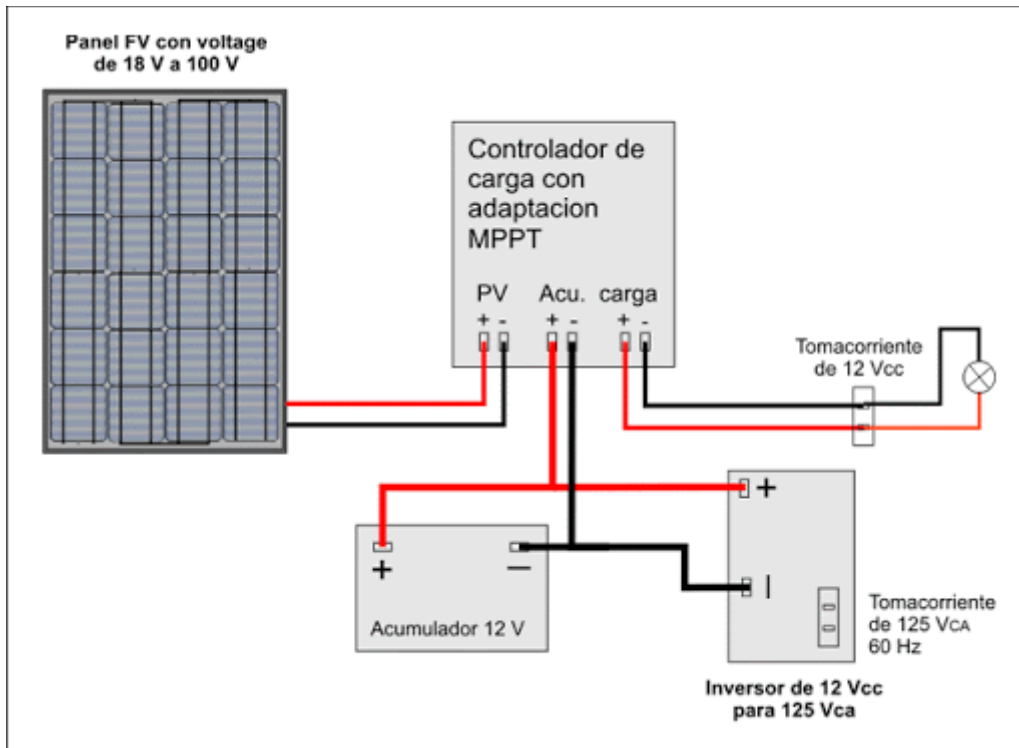 Panel FV con voltage
de 18 V a 100 V
Controlador de
carga con
adaptacion
MPPT
PV Acu. carga
+ - + - + -
Tomacorriente
de 12 Vcc
+
+ —
Acumulador 12 V
|
Tomacorriente
de 125 VCA
60 Hz
Inversor de 12 Vcc
para 125 Vca